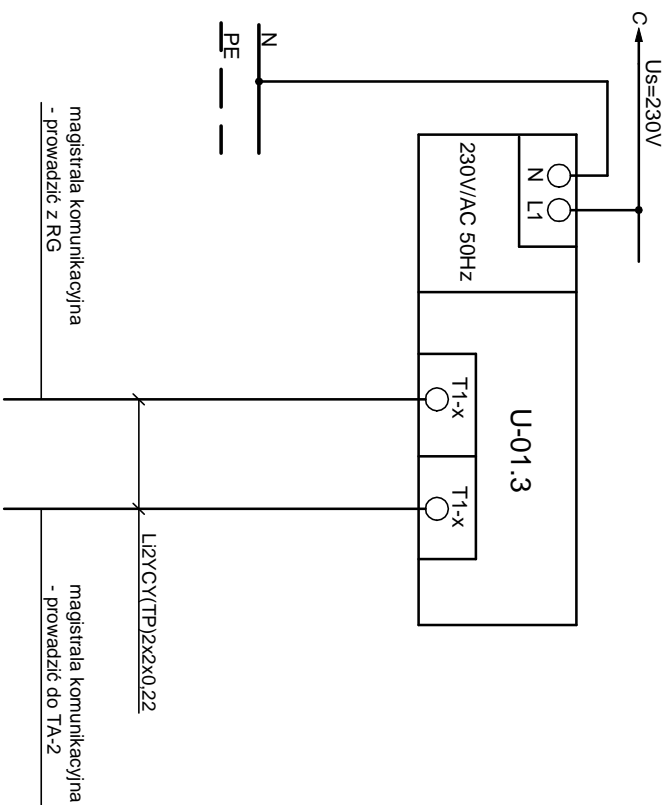 C
Us=230V
N
PE
N
L1
230V/AC 50Hz
U-01.3
T1-x
T1-x
Li2YCY(TP)2x2x0,22
magistrala komunikacyjna
- prowadzić z RG
magistrala komunikacyjna
- prowadzić do TA-2